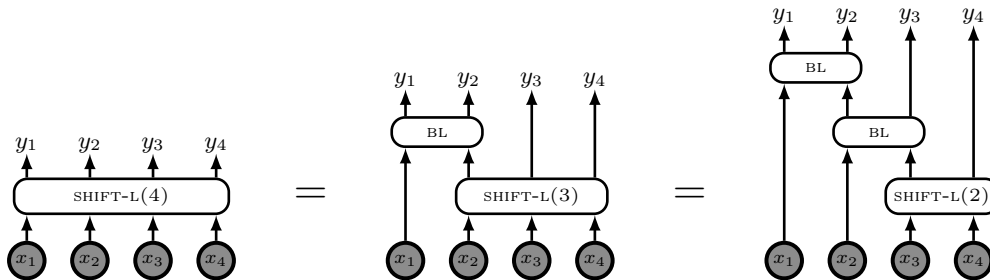 y₁ y₂ y₃ y₄
SHIFT-L(4)
x₁ x₂ x₃ x₄
=
y₁ y₂ y₃ y₄
BL
SHIFT-L(3)
x₁ x₂ x₃ x₄
=
y₁ y₂ y₃ y₄
BL
BL
SHIFT-L(2)
x₁ x₂ x₃ x₄